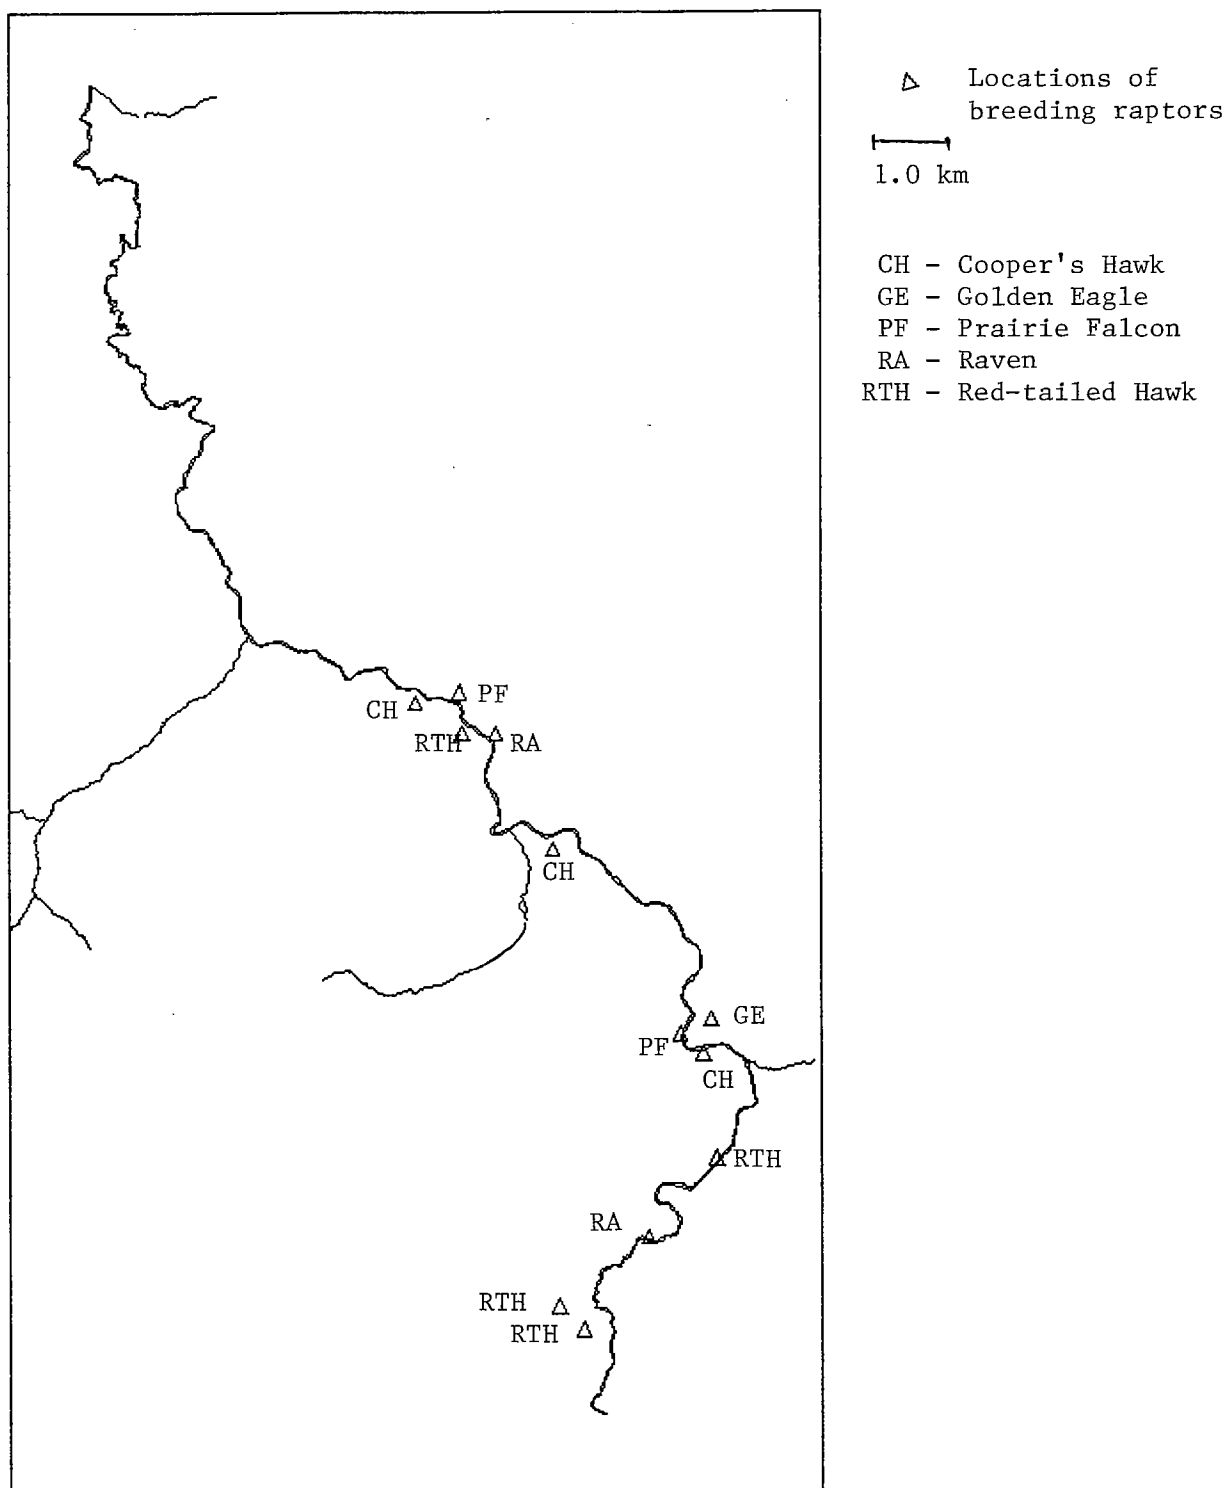 Locations of
breeding raptors
1.0 km
CH - Cooper's Hawk
GE - Golden Eagle
PF - Prairie Falcon
RA - Raven
RTH - Red-tailed Hawk
PF
CH
RTH
RA
CH
GE
PF
CH
RTH
RA
RTH
RTH